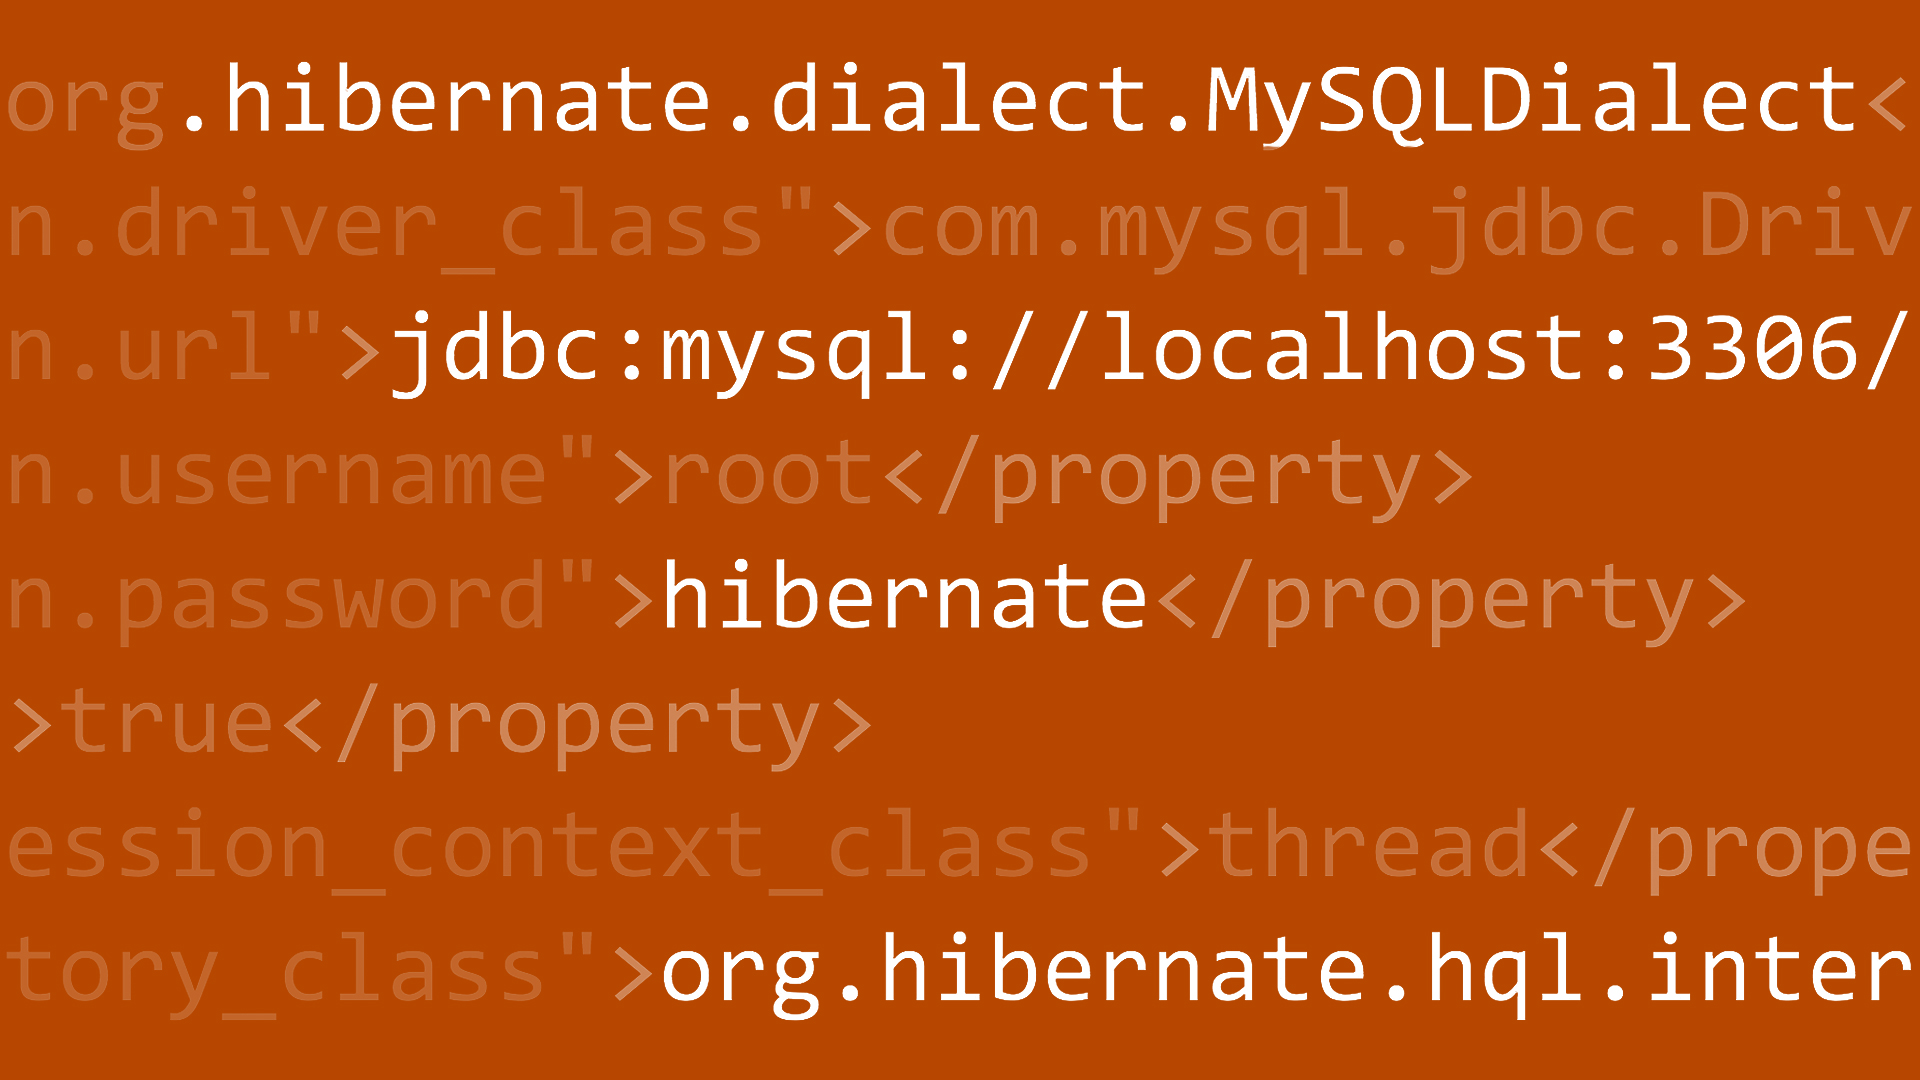 org.hibernate.dialect.MySQLDialect<
n.driver_class">com.mysql.jdbc.Driv
n.url">jdbc:mysql://localhost:3306/
n.username">root</property>
n.password">hibernate</property>
>true</property>
ession_context_class">thread</prope
tory_class">org.hibernate.hql.inter